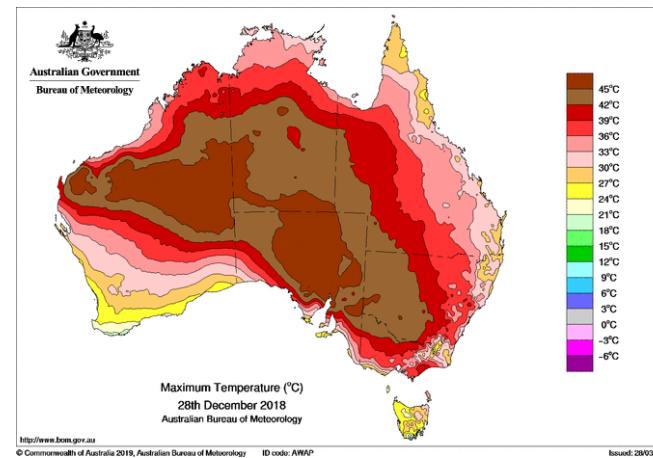 Australian Government
Bureau of Meteorology
45°C
42°C
39°C
36°C
33°C
30°C
27°C
24°C
21°C
18°C
15°C
12°C
9°C
6°C
3°C
0°C
-3°C
-6°C
Maximum Temperature (°C)
28th December 2018
Australian Bureau of Meteorology
http://www.bom.gov.au
© Commonwealth of Australia 2019, Australian Bureau of Meteorology ID code: AWAP Issued: 28/03